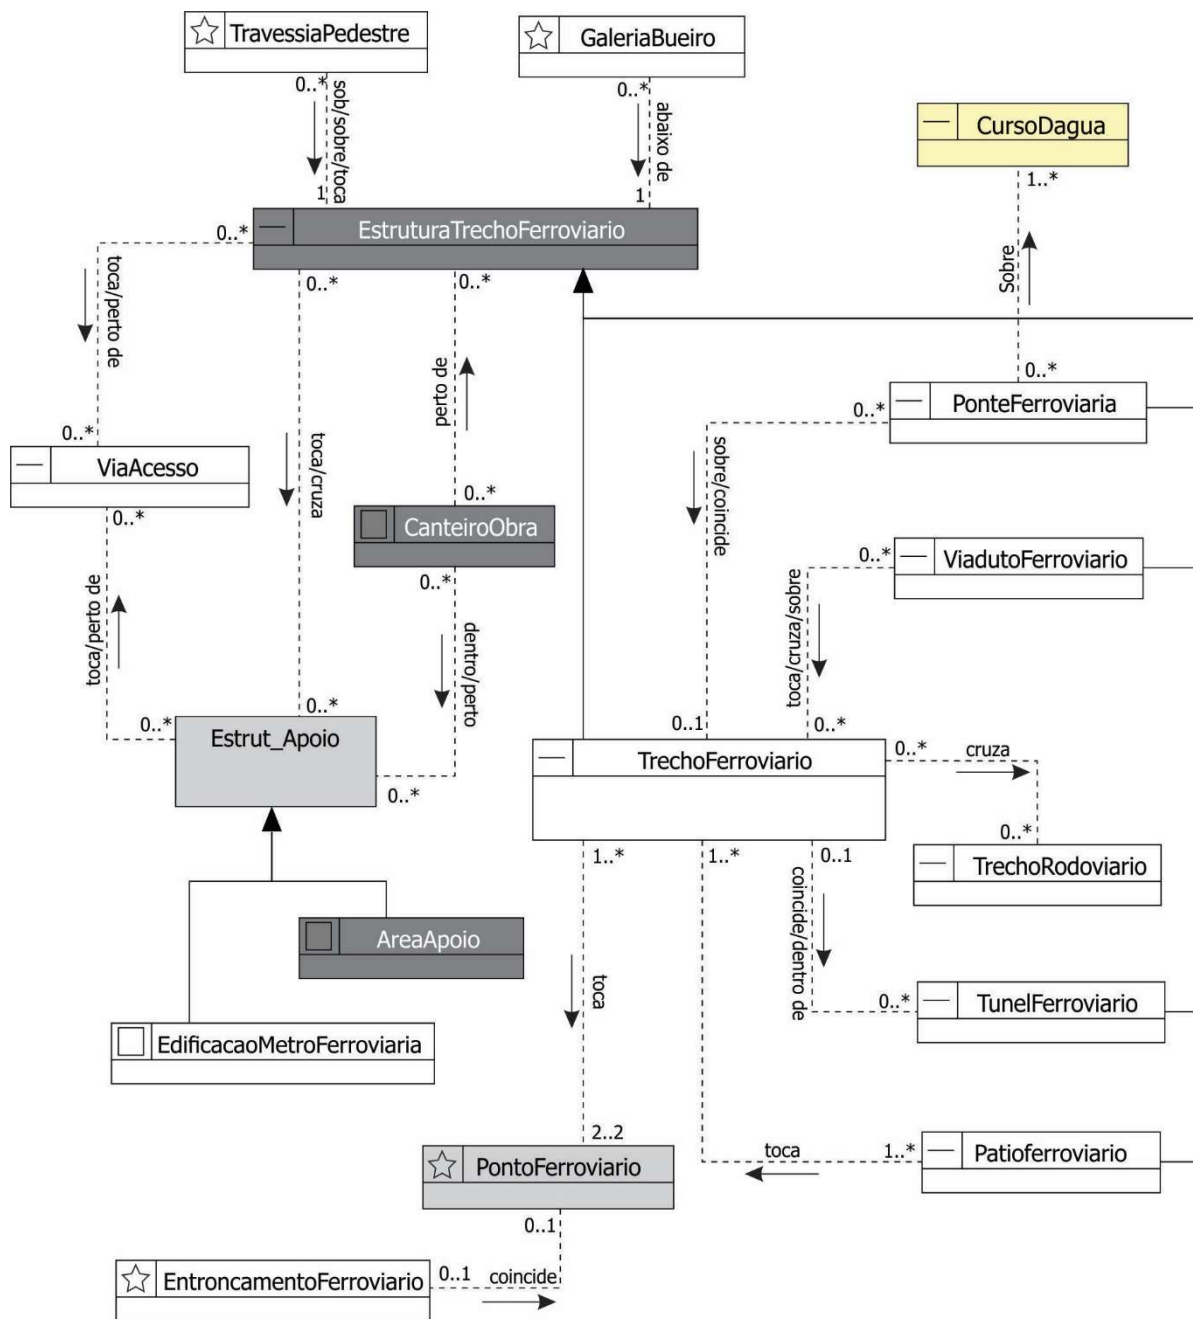 TravessiaPedestre
GaleriaBueiro
0..*
sob/sobre/toca
1
0..*
abaixo de
1
CursoDagua
1..*
Sobre
0..*
EstruturaTrechoFerroviario
0..*
toca/perto de
0..*
0..*
toca/cruza
0..*
0..*
perto de
0..*
PonteFerroviaria
0..*
sobre/coincide
0..1
ViaAcesso
0..*
toca/perto de
0..*
CanteiroObra
0..*
dentro/perto
0..*
ViadutoFerroviario
0..*
toca/cruza/sobre
0..*
Estrut_Apoio
TrechoFerroviario
0..*
cruza
0..*
TrechoRodoviario
1..*
toca
2..2
1..*
0..1
coincide/dentro de
0..*
AreaApoio
TunelFerroviario
EdificacaoMetroFerroviaria
toca
1..*
Patioferroviario
PontoFerroviario
0..1
EntroncamentoFerroviario
0..1
coincide